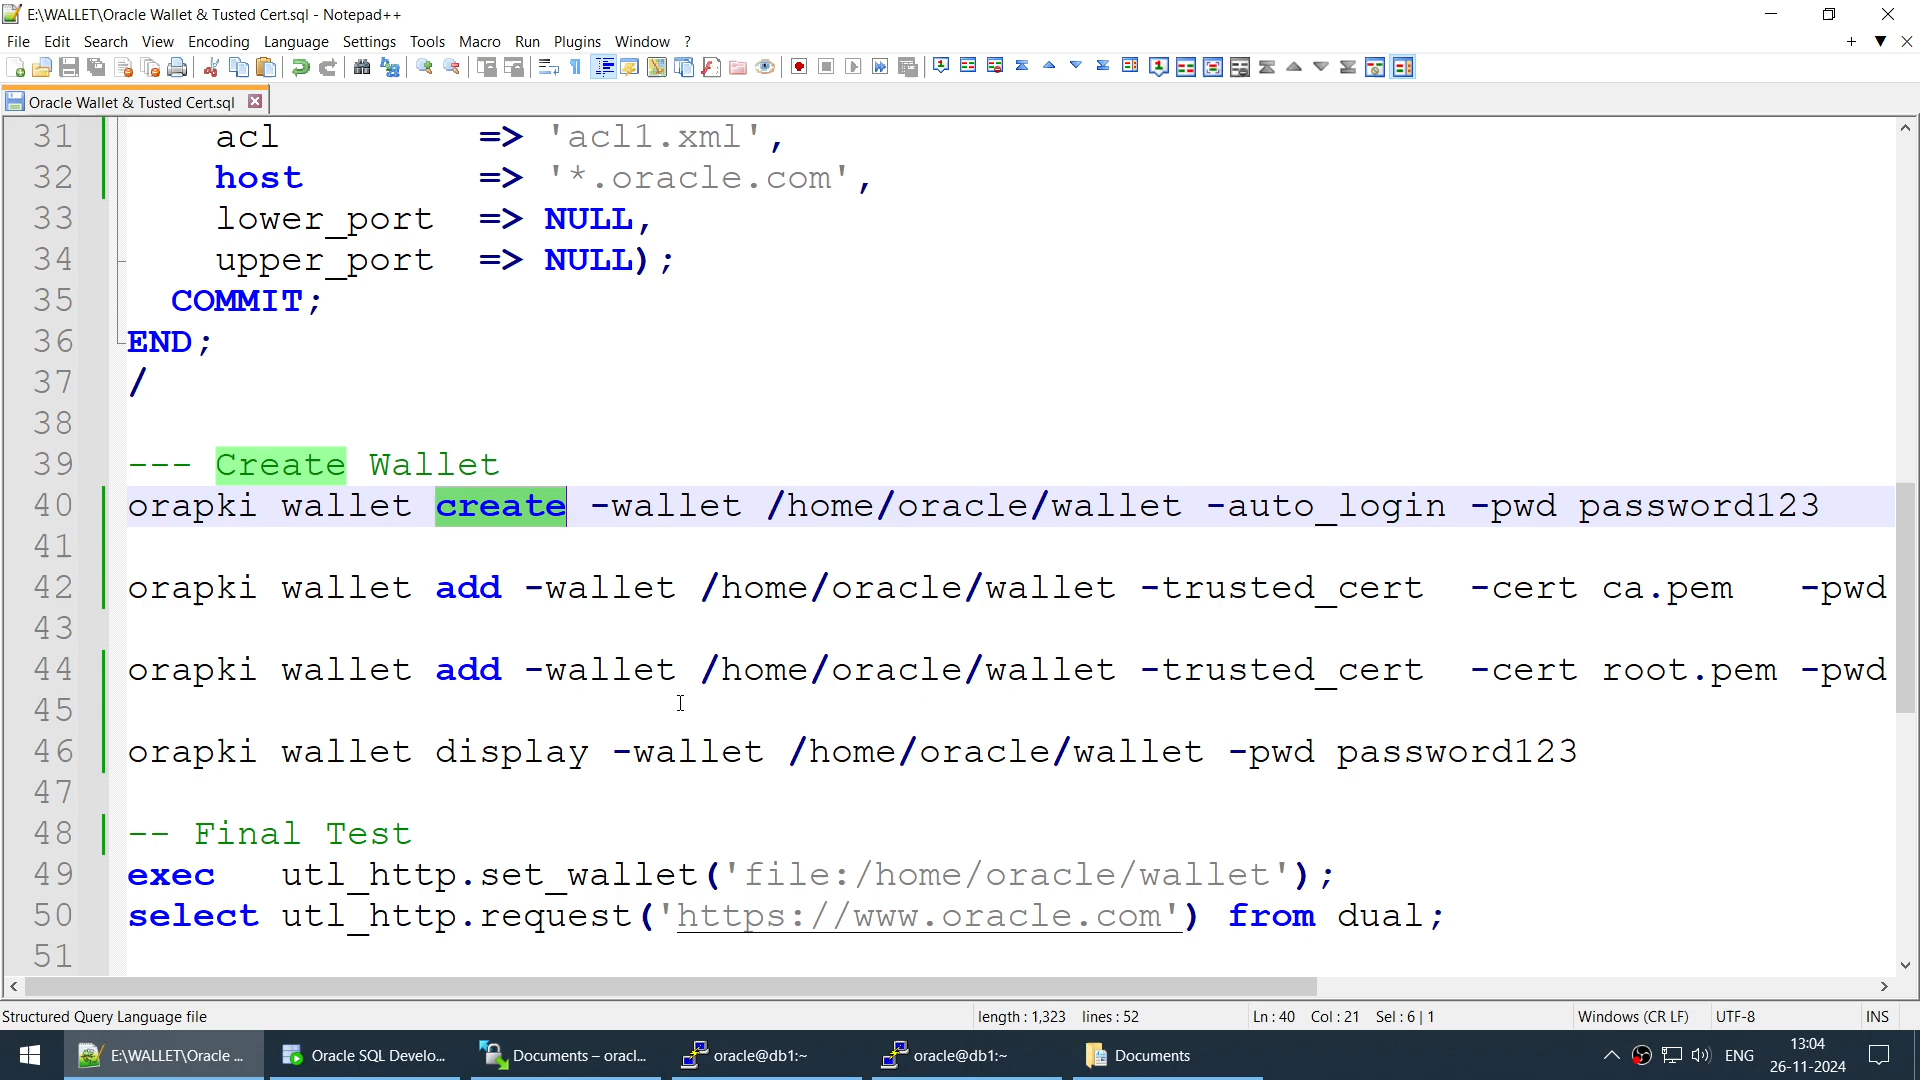 E:\WALLET\Oracle Wallet & Tusted Cert.sql - Notepad++
File Edit Search View Encoding Language Settings Tools Macro Run Plugins Window ?
Oracle Wallet & Tusted Cert.sql
31 acl => 'acl1.xml',
32 host => '*.oracle.com',
33 lower_port => NULL,
34 upper_port => NULL);
35 COMMIT;
36 END;
37 /
38
39 --- Create Wallet
40 orapki wallet create -wallet /home/oracle/wallet -auto_login -pwd password123
41
42 orapki wallet add -wallet /home/oracle/wallet -trusted_cert -cert ca.pem -pwd
43
44 orapki wallet add -wallet /home/oracle/wallet -trusted_cert -cert root.pem -pwd
45
46 orapki wallet display -wallet /home/oracle/wallet -pwd password123
47
48 -- Final Test
49 exec utl_http.set_wallet('file:/home/oracle/wallet');
50 select utl_http.request('https://www.oracle.com') from dual;
51
Structured Query Language file length : 1,323 lines : 52 Ln : 40 Col : 21 Sel : 6 | 1 Windows (CR LF) UTF-8 INS
E:\WALLET\Oracle ... Oracle SQL Develo... Documents – oracl... oracle@db1:~ oracle@db1:~ Documents ENG 13:04
26-11-2024